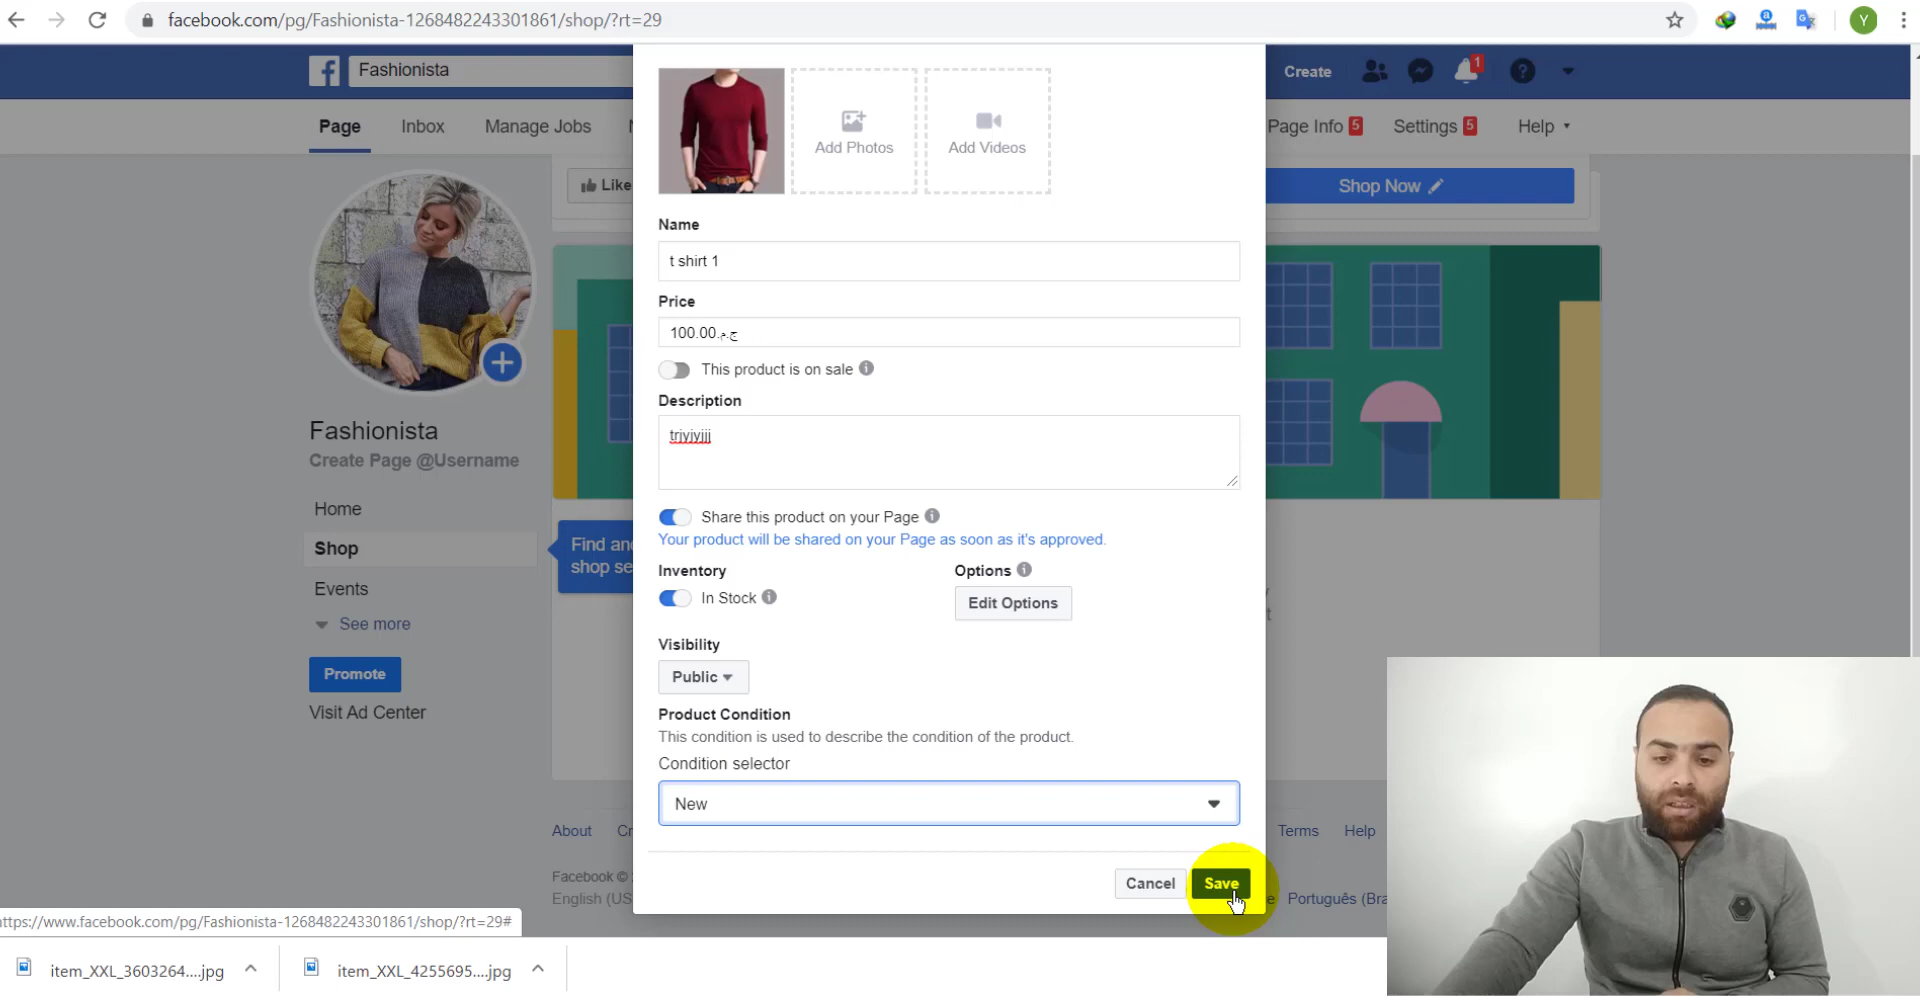 facebook.com/pg/Fashionista-1268482243301861/shop/?rt=29
Y
Fashionista
Create
1
Page
Inbox
Manage Jobs
Page Info 5
Settings 5
Help
Like
Shop Now
Add Photos
Add Videos
Name
t shirt 1
Price
100.00ج.م.
This product is on sale
Description
trjyjyjjj
Share this product on your Page
Your product will be shared on your Page as soon as it's approved.
Inventory
In Stock
Options
Edit Options
Visibility
Public
Product Condition
This condition is used to describe the condition of the product.
Condition selector
New
Cancel
Save
Fashionista
Create Page @Username
Home
Shop
Events
See more
Promote
Visit Ad Center
Find an
shop se
About
Terms
Help
Facebook ©
English (US
Português (Bra
https://www.facebook.com/pg/Fashionista-1268482243301861/shop/?rt=29#
item_XXL_3603264....jpg
item_XXL_4255695....jpg